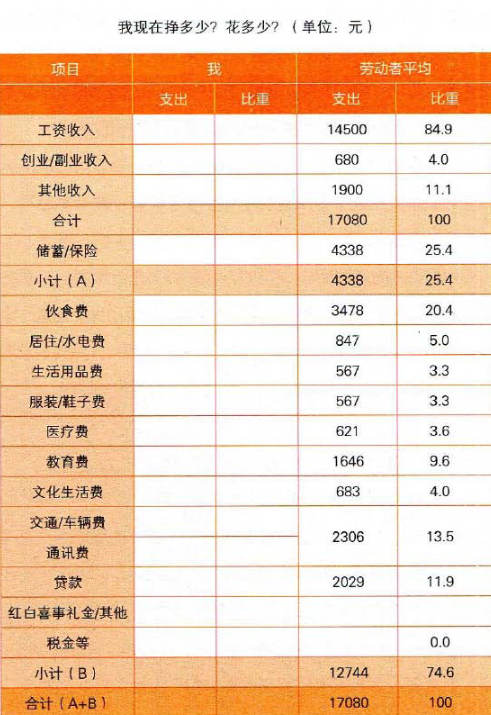 我现在挣多少？花多少？（单位：元）
项目 我 劳动者平均
支出 比重 支出 比重
工资收入 14500 84.9
创业/副业收入 680 4.0
其他收入 1900 11.1
合计 17080 100
储蓄/保险 4338 25.4
小计（A） 4338 25.4
伙食费 3478 20.4
居住/水电费 847 5.0
生活用品费 567 3.3
服装/鞋子费 567 3.3
医疗费 621 3.6
教育费 1646 9.6
文化生活费 683 4.0
交通/车辆费 2306 13.5
通讯费
贷款 2029 11.9
红白喜事礼金/其他
税金等 0.0
小计（B） 12744 74.6
合计（A+B） 17080 100